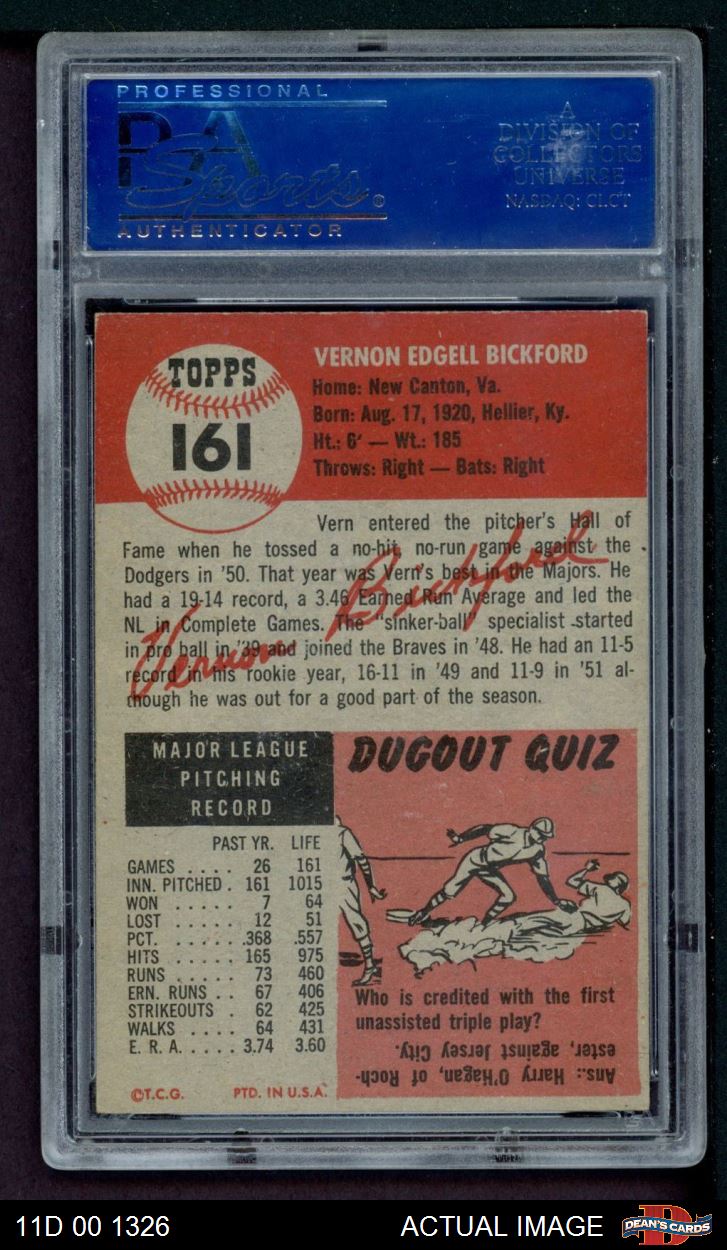 PROFESSIONAL
PSA
Sports®
AUTHENTICATOR
A
DIVISION OF
COLLECTORS
UNIVERSE
NASDAQ: CLCT
TOPPS
161
VERNON EDGELL BICKFORD
Home: New Canton, Va.
Born: Aug. 17, 1920, Hellier, Ky.
Ht.: 6' — Wt.: 185
Throws: Right — Bats: Right
Vern entered the pitcher's Hall of
Fame when he tossed a no-hit, no-run game against the
Dodgers in '50. That year was Vern's best in the Majors. He
had a 19-14 record, a 3.46 Earned Run Average and led the
NL in Complete Games. The "sinker-ball" specialist started
in pro ball in '39 and joined the Braves in '48. He had an 11-5
record in his rookie year, 16-11 in '49 and 11-9 in '51 al-
though he was out for a good part of the season.
Vernon Bickford
MAJOR LEAGUE
PITCHING
RECORD
PAST YR. LIFE
GAMES . . . . 26 161
INN. PITCHED . 161 1015
WON . . . . . 7 64
LOST . . . . . 12 51
PCT. . . . . . . .368 .557
HITS . . . . . . 165 975
RUNS . . . . . 73 460
ERN. RUNS . . 67 406
STRIKEOUTS . 62 425
WALKS . . . . 64 431
E. R. A. . . . . . 3.74 3.60
©T.C.G. PTD. IN U.S.A.
DUGOUT QUIZ
Who is credited with the first
unassisted triple play?
Ans.: Harry O'Hagan, of Roch-
ester, against Jersey City.
11D 00 1326
ACTUAL IMAGE
D
DEAN'S CARDS